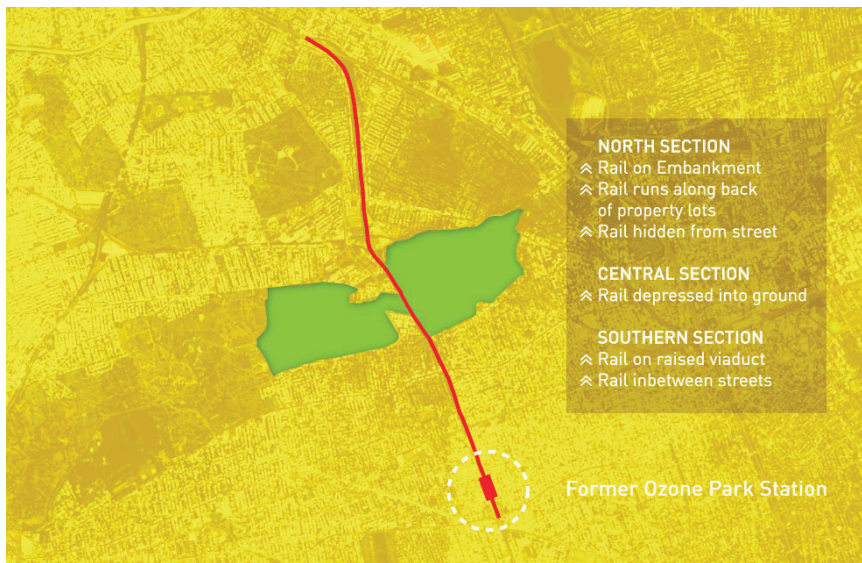 NORTH SECTION
Rail on Embankment
Rail runs along back
of property lots
Rail hidden from street
CENTRAL SECTION
Rail depressed into ground
SOUTHERN SECTION
Rail on raised viaduct
Rail inbetween streets
Former Ozone Park Station